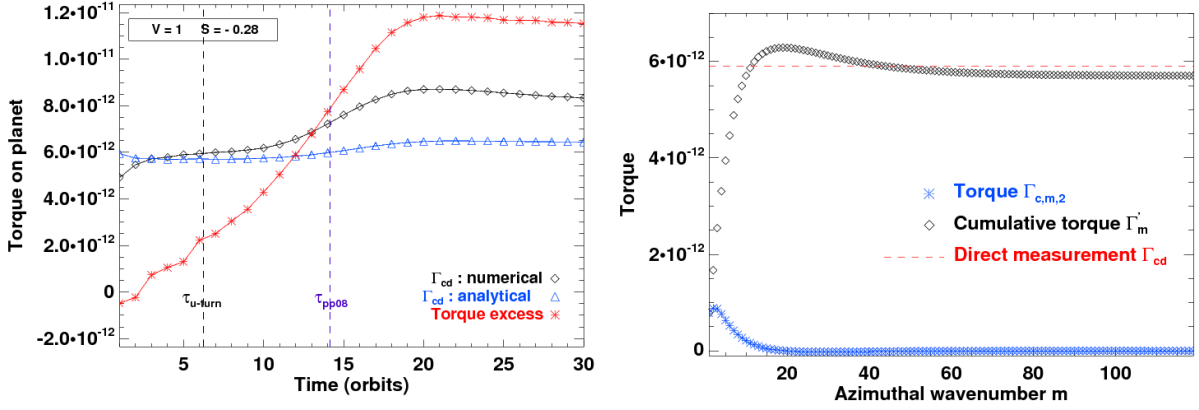 V = 1 S = - 0.28
Torque on planet
1.2•10⁻¹¹
1.0•10⁻¹¹
8.0•10⁻¹²
6.0•10⁻¹²
4.0•10⁻¹²
2.0•10⁻¹²
0
-2.0•10⁻¹²
τu-turn
τpp08
Γcd : numerical
Γcd : analytical
Torque excess
5 10 15 20 25 30
Time (orbits)
Torque
6•10⁻¹²
4•10⁻¹²
2•10⁻¹²
0
Torque Γc,m,2
Cumulative torque Γ'm
Direct measurement Γcd
20 40 60 80 100
Azimuthal wavenumber m